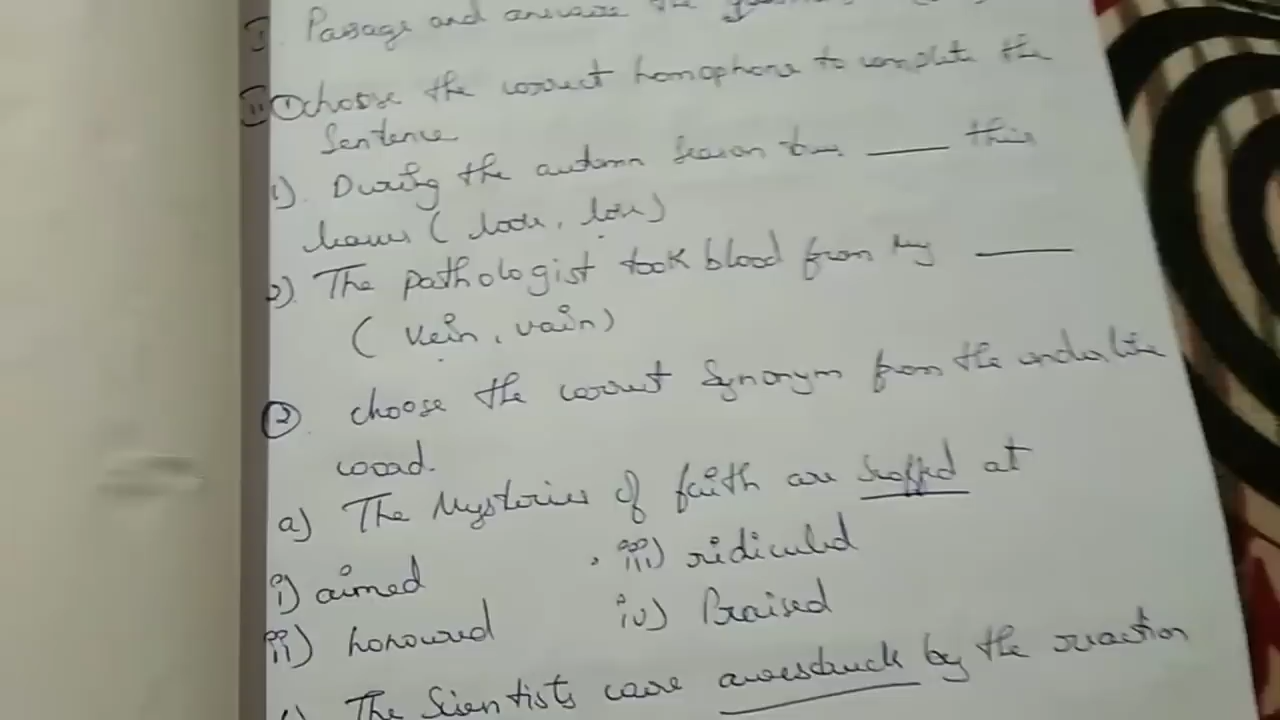 I. Passage and answer the
II ① choose the correct homophone to complete the
Sentence
1). During the autumn season ____ their
leaves ( loose, lose )
2). The pathologist took blood from my ____
( vein, vain )
② choose the correct Synonym from the underline
word.
a) The Mysteries of faith are scoffed at
i) aimed iii) ridiculed
ii) honoured iv) Praised
The Scientists were awestruck by the reaction